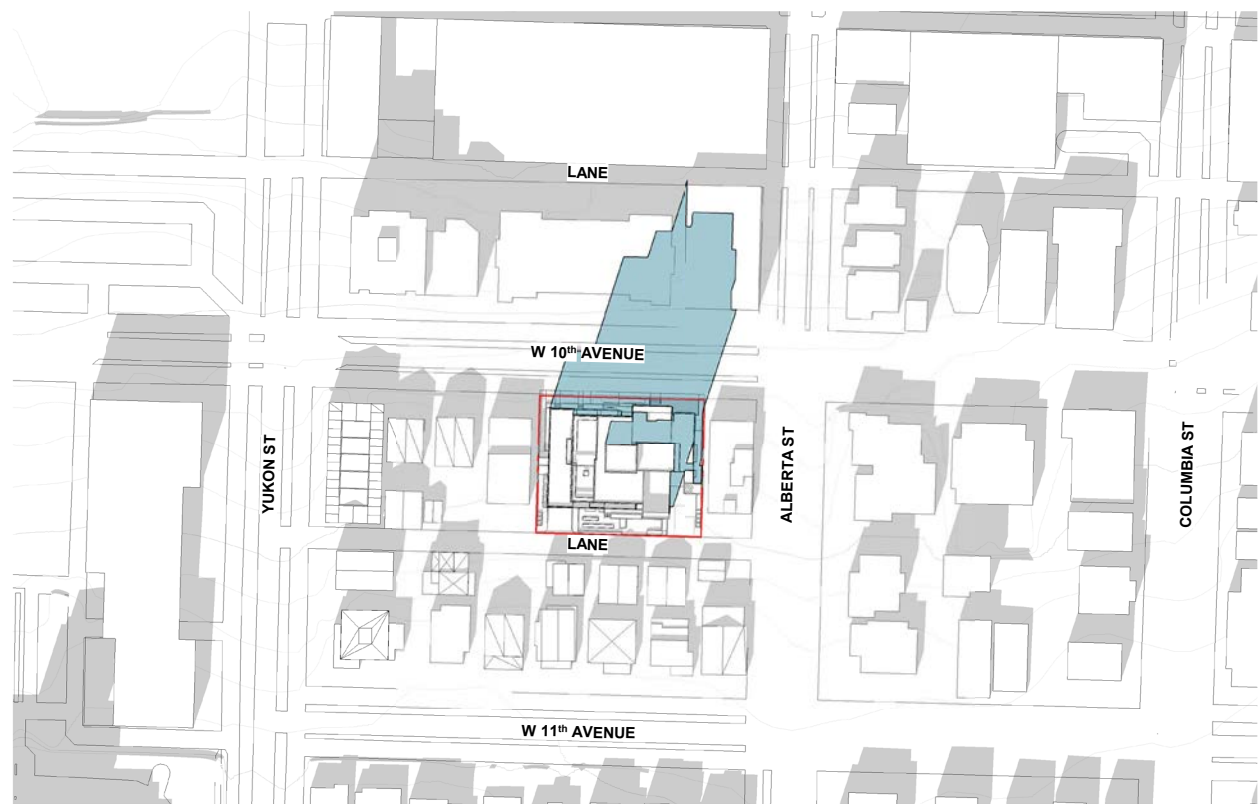 LANE
W 10th AVENUE
YUKON ST
ALBERTA ST
COLUMBIA ST
LANE
W 11th AVENUE